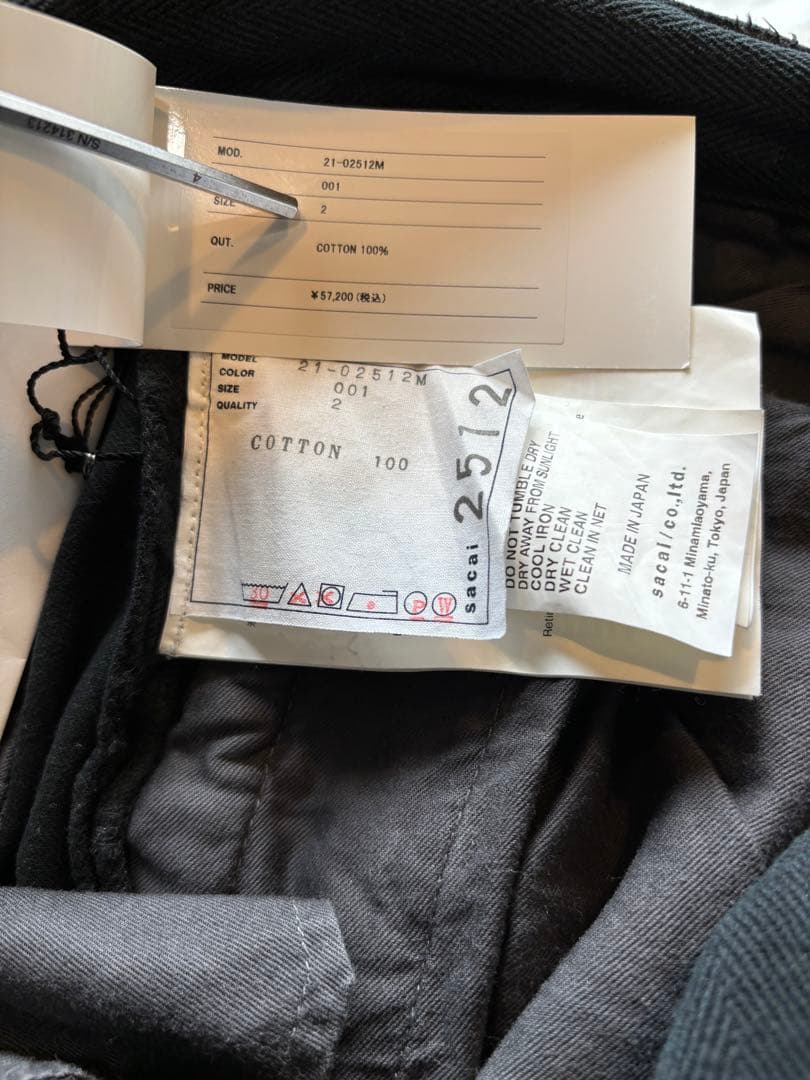 S/N 314213
4
MOD. 21-02512M
001
SIZE 2
QUT. COTTON 100%
PRICE ¥57,200(税込)
MODEL 21-02512M
COLOR 001
SIZE 2
QUALITY
COTTON 100
sacai 2512
30
P W
e
DO NOT TUMBLE DRY
DRY AWAY FROM SUNLIGHT
COOL IRON
DRY CLEAN
WET CLEAN
CLEAN IN NET
MADE IN JAPAN
sacai/co.,ltd.
6-11-1 Minamiaoyama,
Minato-ku, Tokyo, Japan